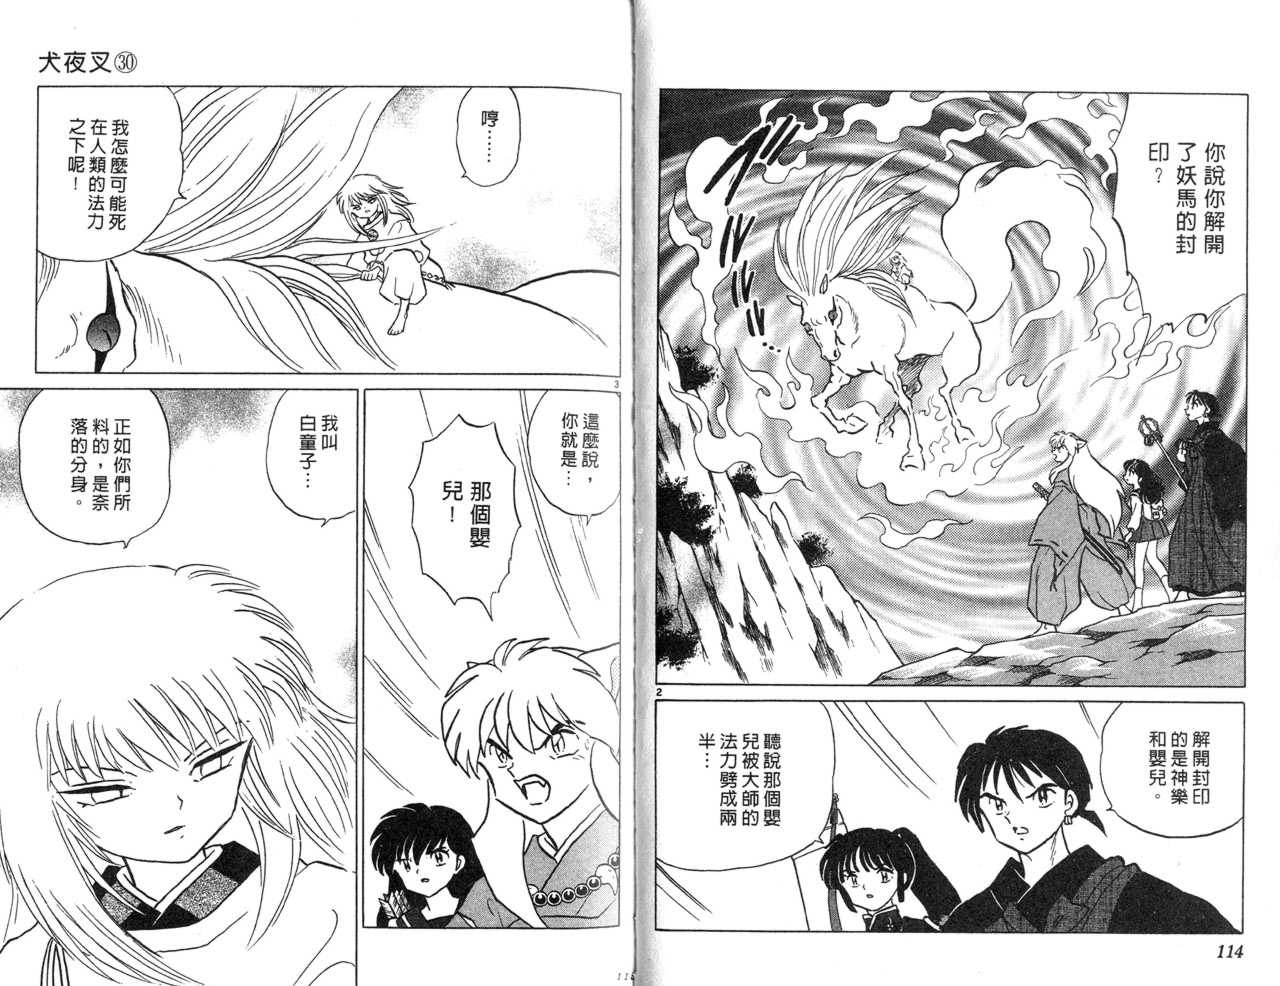 犬夜叉㉚
你說你解開
了妖馬的封
印？
解開封印
的是神樂
和嬰兒。
聽說那個嬰
兒被大師的
法力劈成兩
半…
2
114
哼……
我怎麼可能死
在人類的法力
之下呢！
3
這麼說，
你就是…
那個嬰
兒！
我叫
白童子…
正如你們所
料的，是奈
落的分身。